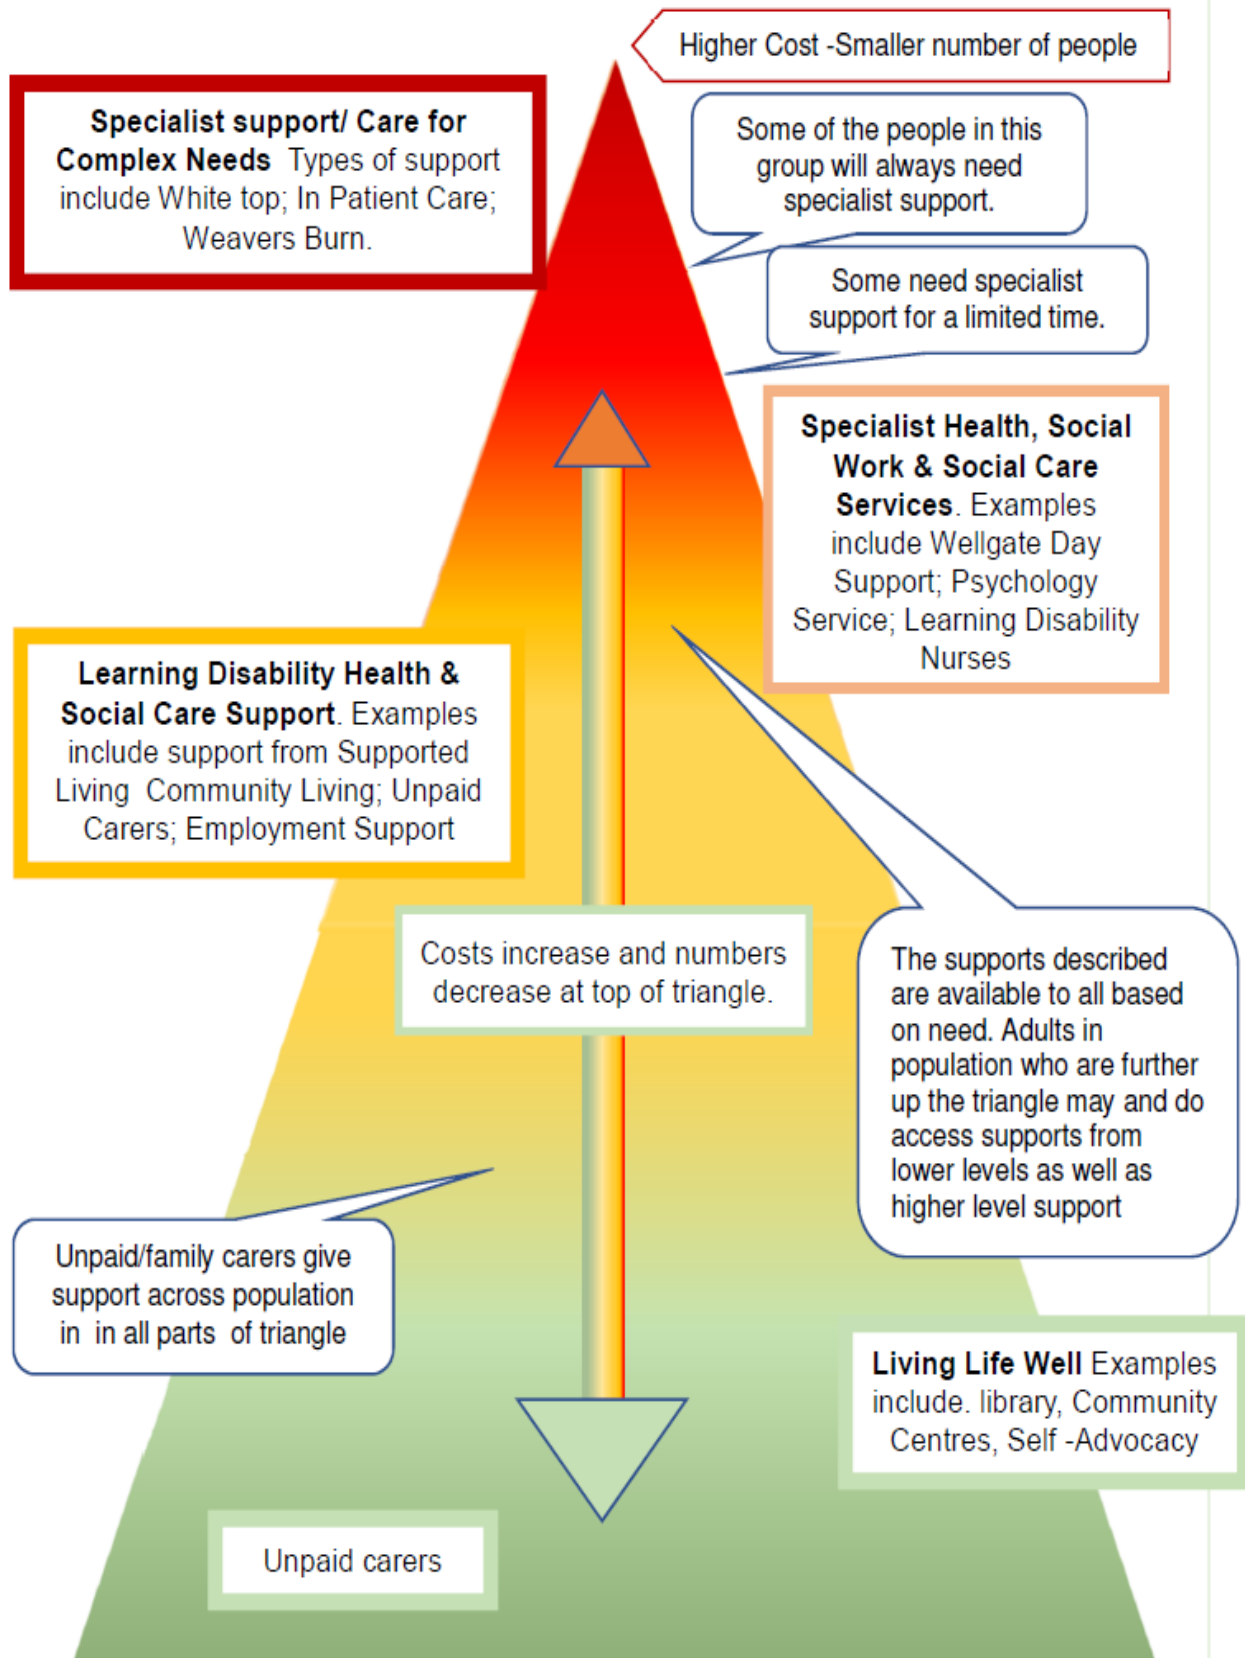 Higher Cost -Smaller number of people
Specialist support/ Care for
Complex Needs Types of support
include White top; In Patient Care;
Weavers Burn.
Some of the people in this
group will always need
specialist support.
Some need specialist
support for a limited time.
Specialist Health, Social
Work & Social Care
Services. Examples
include Wellgate Day
Support; Psychology
Service; Learning Disability
Nurses
Learning Disability Health &
Social Care Support. Examples
include support from Supported
Living Community Living; Unpaid
Carers; Employment Support
Costs increase and numbers
decrease at top of triangle.
The supports described
are available to all based
on need. Adults in
population who are further
up the triangle may and do
access supports from
lower levels as well as
higher level support
Unpaid/family carers give
support across population
in in all parts of triangle
Living Life Well Examples
include. library, Community
Centres, Self -Advocacy
Unpaid carers